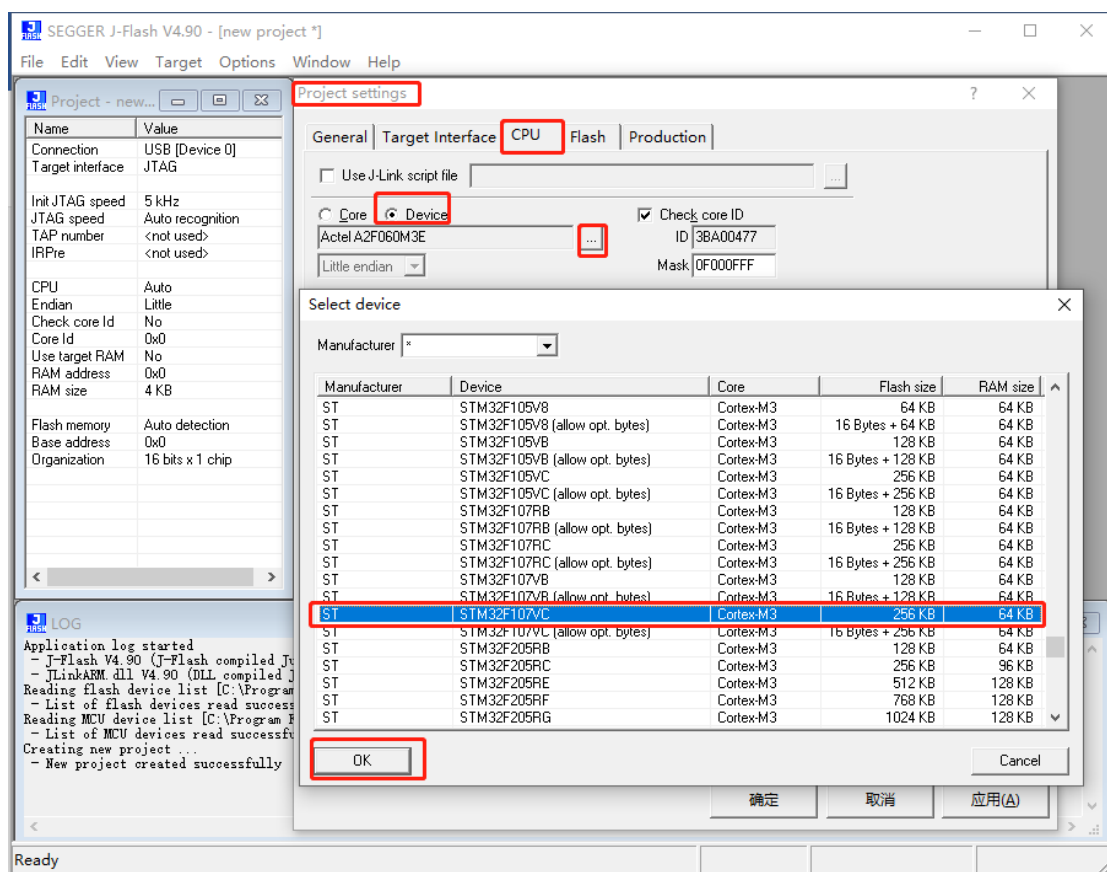 SEGGER J-Flash V4.90 - [new project *]
File Edit View Target Options Window Help
Project - new...
Name Value
Connection USB [Device 0]
Target interface JTAG
Init JTAG speed 5 kHz
JTAG speed Auto recognition
TAP number <not used>
IRPre <not used>
CPU Auto
Endian Little
Check core Id No
Core Id 0x0
Use target RAM No
RAM address 0x0
RAM size 4 KB
Flash memory Auto detection
Base address 0x0
Organization 16 bits x 1 chip
Project settings
General Target Interface CPU Flash Production
Use J-Link script file ...
Core Device Check core ID
Actel A2F060M3E ... ID 3BA00477
Little endian Mask 0F000FFF
Select device
Manufacturer *
Manufacturer Device Core Flash size RAM size
ST STM32F105V8 Cortex-M3 64 KB 64 KB
ST STM32F105V8 (allow opt. bytes) Cortex-M3 16 Bytes + 64 KB 64 KB
ST STM32F105VB Cortex-M3 128 KB 64 KB
ST STM32F105VB (allow opt. bytes) Cortex-M3 16 Bytes + 128 KB 64 KB
ST STM32F105VC Cortex-M3 256 KB 64 KB
ST STM32F105VC (allow opt. bytes) Cortex-M3 16 Bytes + 256 KB 64 KB
ST STM32F107RB Cortex-M3 128 KB 64 KB
ST STM32F107RB (allow opt. bytes) Cortex-M3 16 Bytes + 128 KB 64 KB
ST STM32F107RC Cortex-M3 256 KB 64 KB
ST STM32F107RC (allow opt. bytes) Cortex-M3 16 Bytes + 256 KB 64 KB
ST STM32F107VB Cortex-M3 128 KB 64 KB
ST STM32F107VB (allow opt. bytes) Cortex-M3 16 Bytes + 128 KB 64 KB
ST STM32F107VC Cortex-M3 256 KB 64 KB
ST STM32F107VC (allow opt. bytes) Cortex-M3 16 Bytes + 256 KB 64 KB
ST STM32F205RB Cortex-M3 128 KB 64 KB
ST STM32F205RC Cortex-M3 256 KB 96 KB
ST STM32F205RE Cortex-M3 512 KB 128 KB
ST STM32F205RF Cortex-M3 768 KB 128 KB
ST STM32F205RG Cortex-M3 1024 KB 128 KB
OK Cancel
确定 取消 应用(A)
LOG
Application log started
- J-Flash V4.90 (J-Flash compiled Ju
- JLinkARM.dll V4.90 (DLL compiled J
Reading flash device list [C:\Program
- List of flash devices read success
Reading MCU device list [C:\Program F
- List of MCU devices read successfu
Creating new project ...
- New project created successfully
Ready